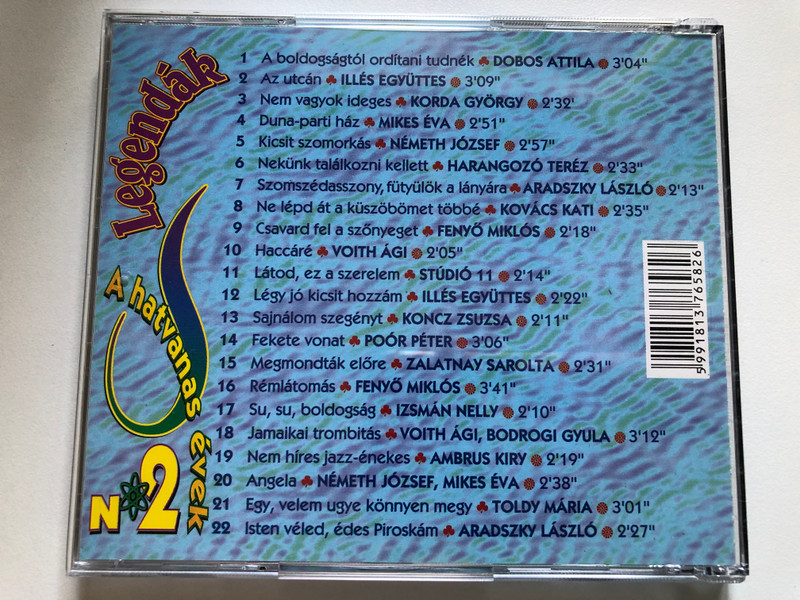 Legendák
A hatvanas évek
Nº2
1 A boldogságtól ordítani tudnék ♣ DOBOS ATTILA 3'04"
2 Az utcán ♣ ILLÉS EGYÜTTES 3'09"
3 Nem vagyok ideges ♣ KORDA GYÖRGY 2'32'
4 Duna-parti ház ♣ MIKES ÉVA 2'51"
5 Kicsit szomorkás ♣ NÉMETH JÓZSEF 2'57"
6 Nekünk találkozni kellett ♣ HARANGOZÓ TERÉZ 2'33"
7 Szomszédasszony, fütyülök a lányára ♣ ARADSZKY LÁSZLÓ 2'13"
8 Ne lépd át a küszöbömet többé ♣ KOVÁCS KATI 2'35"
9 Csavard fel a szőnyeget ♣ FENYŐ MIKLÓS 2'18"
10 Haccáré ♣ VOITH ÁGI 2'05"
11 Látod, ez a szerelem ♣ STÚDIÓ 11 2'14"
12 Légy jó kicsit hozzám ♣ ILLÉS EGYÜTTES 2'22"
13 Sajnálom szegényt ♣ KONCZ ZSUZSA 2'11"
14 Fekete vonat ♣ POÓR PÉTER 3'06"
15 Megmondták előre ♣ ZALATNAY SAROLTA 2'31"
16 Rémlátomás ♣ FENYŐ MIKLÓS 3'41"
17 Su, su, boldogság ♣ IZSMÁN NELLY 2'10"
18 Jamaikai trombitás ♣ VOITH ÁGI, BODROGI GYULA 3'12"
19 Nem híres jazz-énekes ♣ AMBRUS KIRY 2'19"
20 Angela ♣ NÉMETH JÓZSEF, MIKES ÉVA 2'38"
21 Egy, velem ugye könnyen megy ♣ TOLDY MÁRIA 3'01"
22 Isten véled, édes Piroskám ♣ ARADSZKY LÁSZLÓ 2'27"
5991813765826